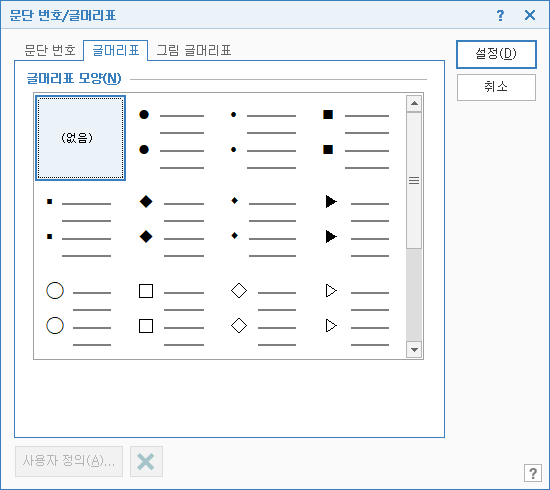 문단 번호/글머리표 ?
문단 번호 글머리표 그림 글머리표
설정(D)
글머리표 모양(N)
취소
(없음)
사용자 정의(A)...
?